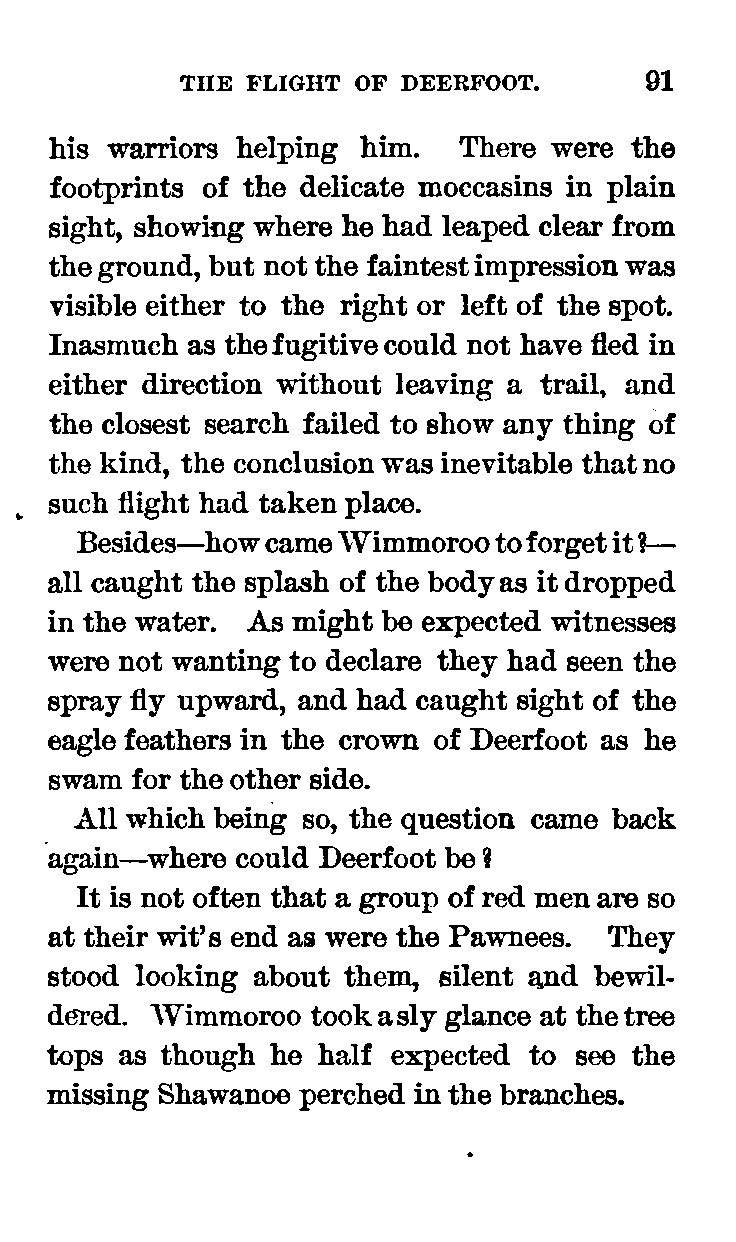 THE FLIGHT OF DEERFOOT. 91
his warriors helping him. There were the
footprints of the delicate moccasins in plain
sight, showing where he had leaped clear from
the ground, but not the faintest impression was
visible either to the right or left of the spot.
Inasmuch as the fugitive could not have fled in
either direction without leaving a trail, and
the closest search failed to show any thing of
the kind, the conclusion was inevitable that no
such flight had taken place.
Besides—how came Wimmoroo to forget it?—
all caught the splash of the body as it dropped
in the water. As might be expected witnesses
were not wanting to declare they had seen the
spray fly upward, and had caught sight of the
eagle feathers in the crown of Deerfoot as he
swam for the other side.
All which being so, the question came back
again—where could Deerfoot be?
It is not often that a group of red men are so
at their wit's end as were the Pawnees. They
stood looking about them, silent and bewil-
dered. Wimmoroo took a sly glance at the tree
tops as though he half expected to see the
missing Shawanoe perched in the branches.